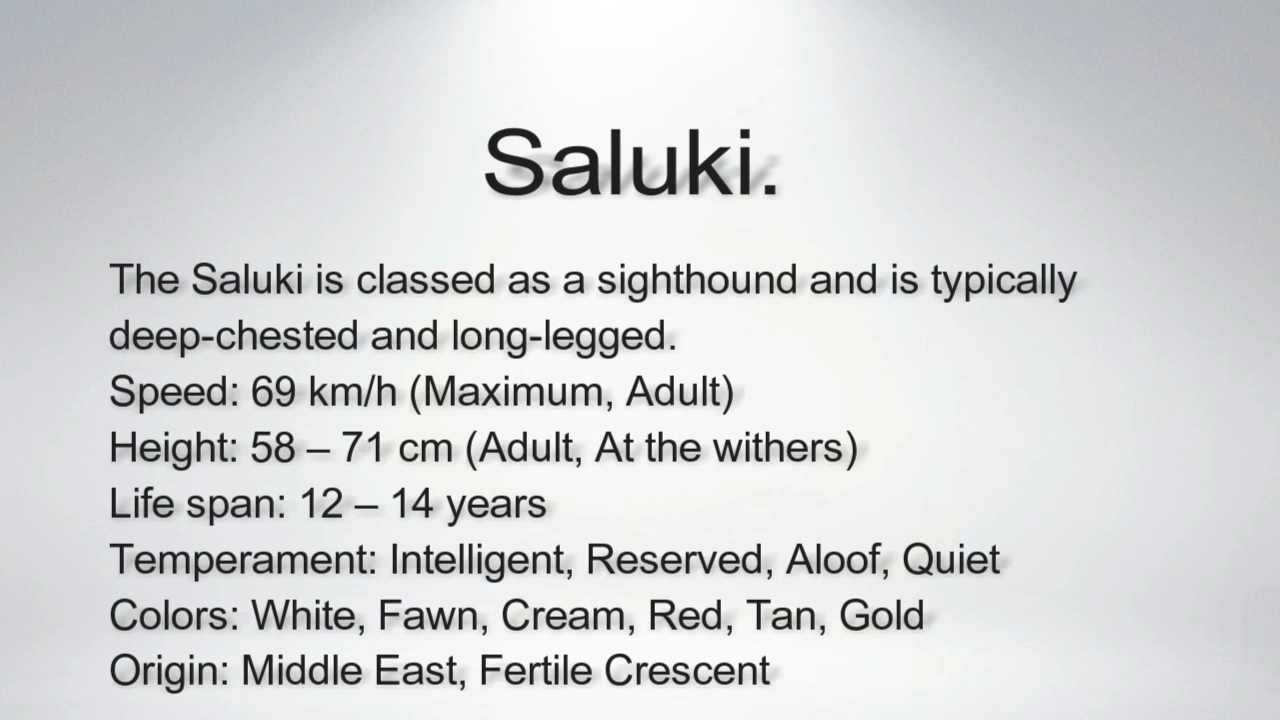 Saluki.
The Saluki is classed as a sighthound and is typically
deep-chested and long-legged.
Speed: 69 km/h (Maximum, Adult)
Height: 58 – 71 cm (Adult, At the withers)
Life span: 12 – 14 years
Temperament: Intelligent, Reserved, Aloof, Quiet
Colors: White, Fawn, Cream, Red, Tan, Gold
Origin: Middle East, Fertile Crescent